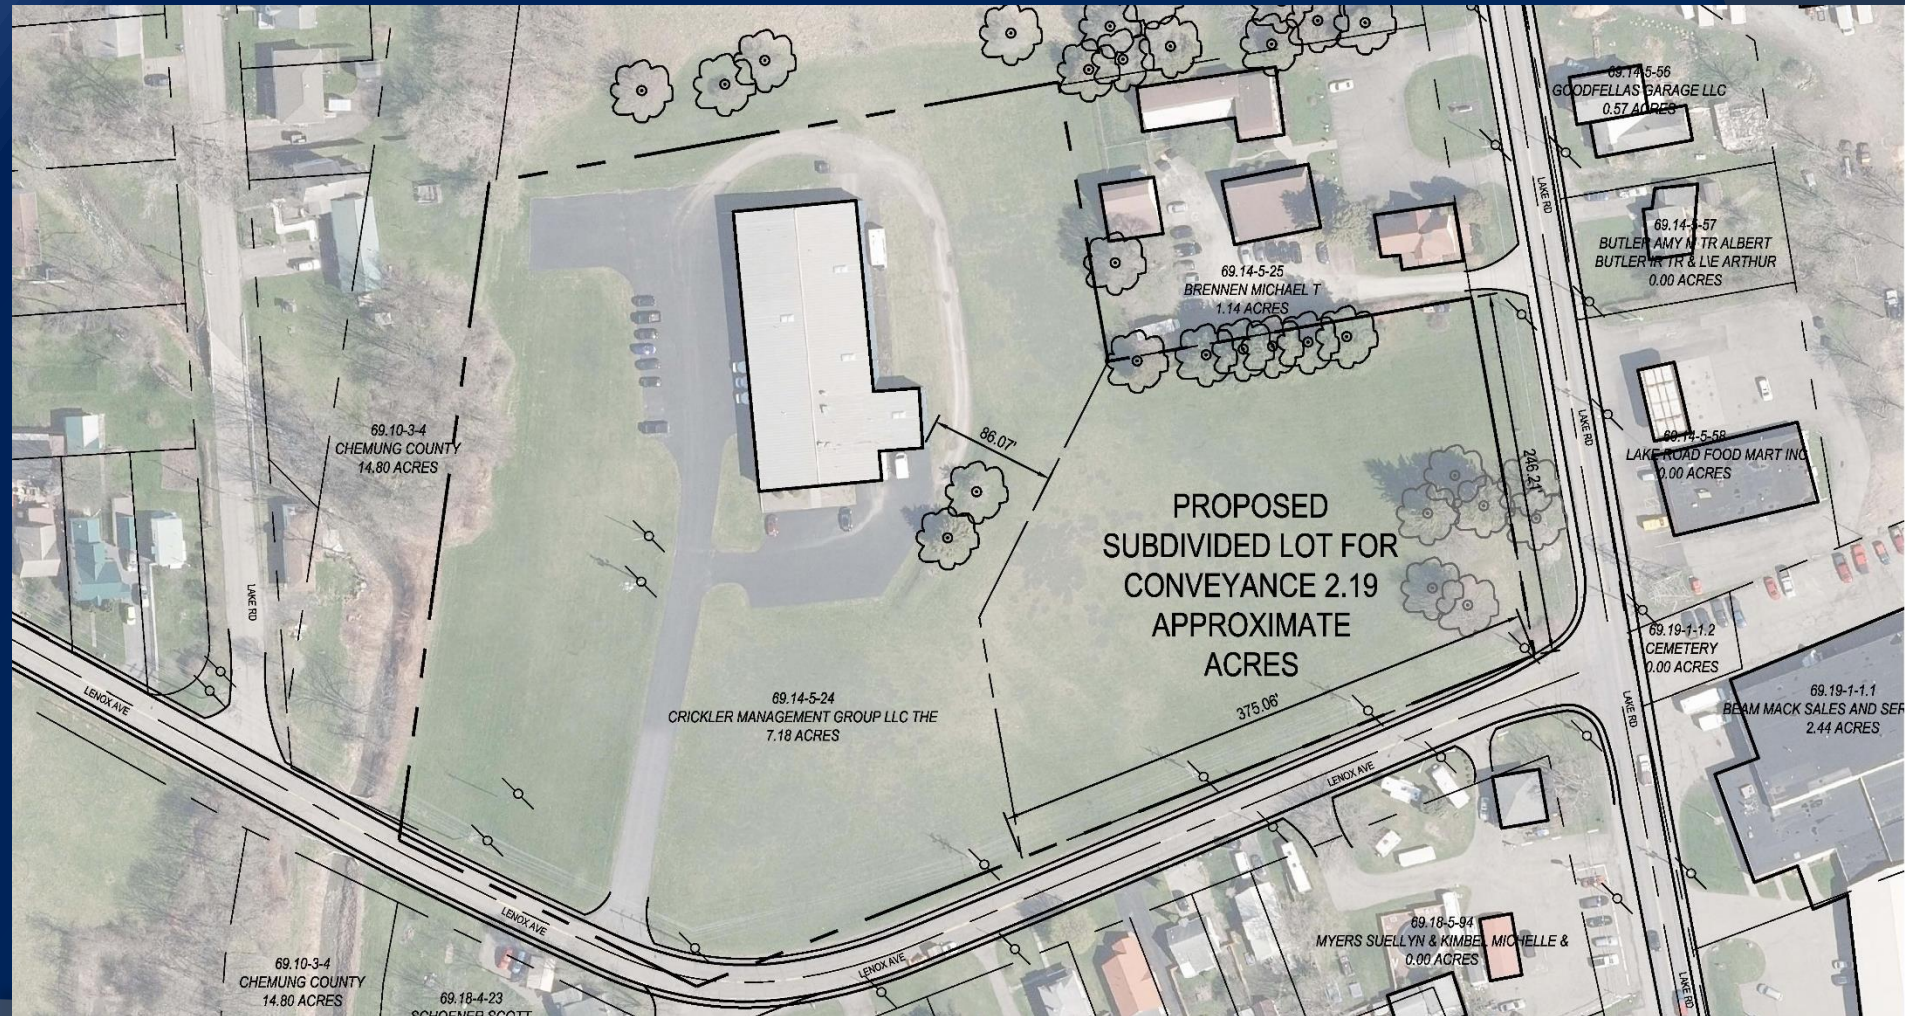 69.14-5-56
GOODFELLAS GARAGE LLC
0.57 ACRES
LAKE RD
69.14-5-57
BUTLER AMY M TR ALBERT
BUTLER IR TR & L\E ARTHUR
0.00 ACRES
69.14-5-25
BRENNEN MICHAEL T
1.14 ACRES
69.10-3-4
CHEMUNG COUNTY
14.80 ACRES
86.07'
LAKE RD
246.21'
69.14-5-58
LAKE ROAD FOOD MART INC
0.00 ACRES
PROPOSED
SUBDIVIDED LOT FOR
CONVEYANCE 2.19
APPROXIMATE
ACRES
LAKE RD
69.19-1-1.2
CEMETERY
0.00 ACRES
LENOX AVE
69.14-5-24
CRICKLER MANAGEMENT GROUP LLC THE
7.18 ACRES
375.06'
LAKE RD
69.19-1-1.1
BEAM MACK SALES AND SER
2.44 ACRES
LENOX AVE
LENOX AVE
LENOX AVE
69.18-5-94
MYERS SUELLYN & KIMBEL MICHELLE &
0.00 ACRES
69.10-3-4
CHEMUNG COUNTY
14.80 ACRES
69.18-4-23
SCHOENER SCOTT
LAKE RD